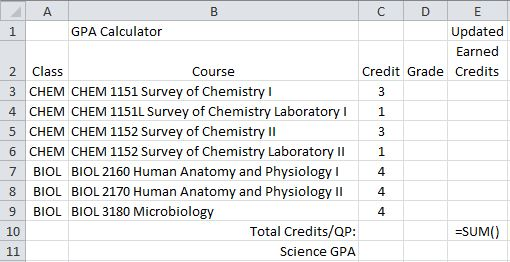 A B C D E
1 GPA Calculator Updated
Earned
2 Class Course Credit Grade Credits
3 CHEM CHEM 1151 Survey of Chemistry I 3
4 CHEM CHEM 1151L Survey of Chemistry Laboratory I 1
5 CHEM CHEM 1152 Survey of Chemistry II 3
6 CHEM CHEM 1152 Survey of Chemistry Laboratory II 1
7 BIOL BIOL 2160 Human Anatomy and Physiology I 4
8 BIOL BIOL 2170 Human Anatomy and Physiology II 4
9 BIOL BIOL 3180 Microbiology 4
10 Total Credits/QP: =SUM()
11 Science GPA